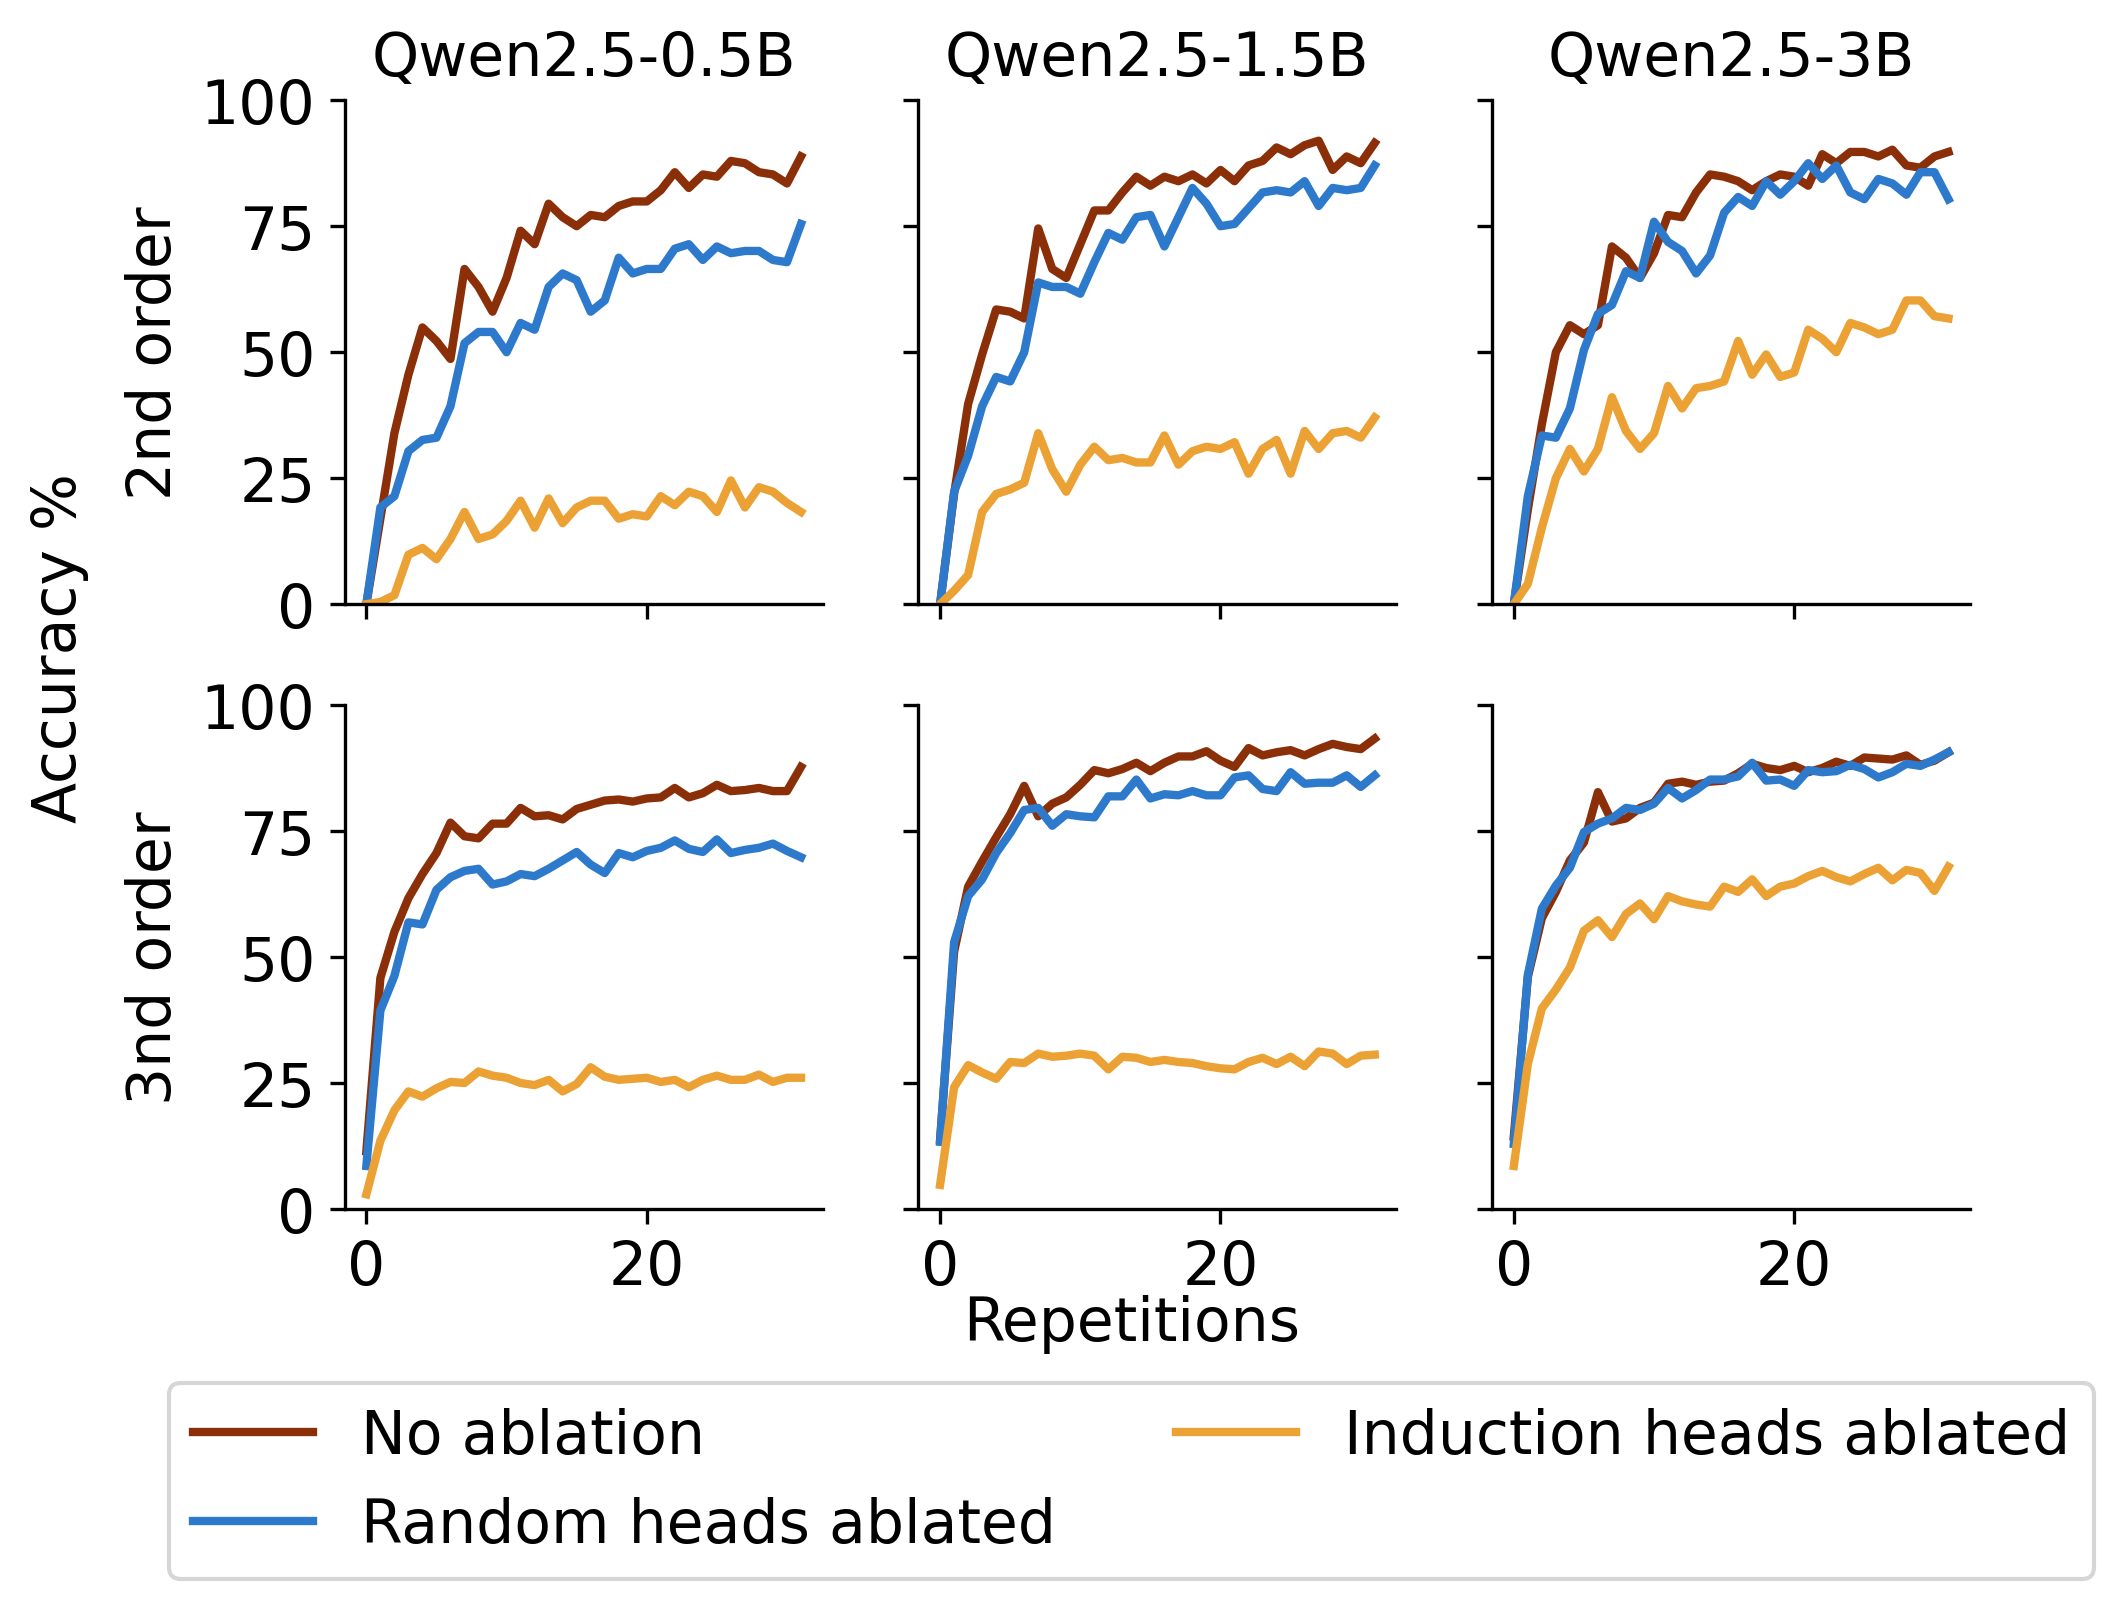 Qwen2.5-0.5B
Qwen2.5-1.5B
Qwen2.5-3B
Accuracy %
2nd order
100
75
50
25
0
3nd order
100
75
50
25
0
0 20
0 20
0 20
Repetitions
No ablation
Random heads ablated
Induction heads ablated